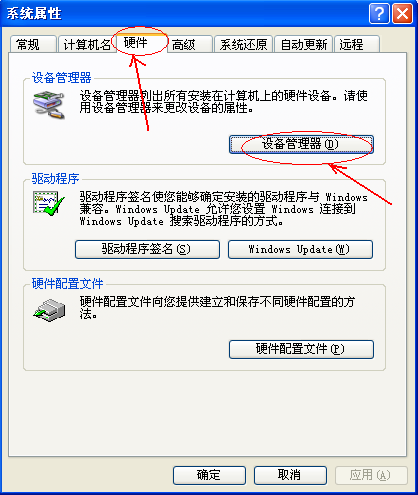 系统属性
常规 计算机名 硬件 高级 系统还原 自动更新 远程
设备管理器
设备管理器列出所有安装在计算机上的硬件设备。请使
用设备管理器来更改设备的属性。
设备管理器(D)
驱动程序
驱动程序签名使您能够确定安装的驱动程序与 Windows
兼容。Windows Update 允许您设置 Windows 连接到
Windows Update 搜索驱动程序的方式。
驱动程序签名(S) Windows Update(W)
硬件配置文件
硬件配置文件向您提供建立和保存不同硬件配置的方
法。
硬件配置文件(P)
确定 取消 应用(A)